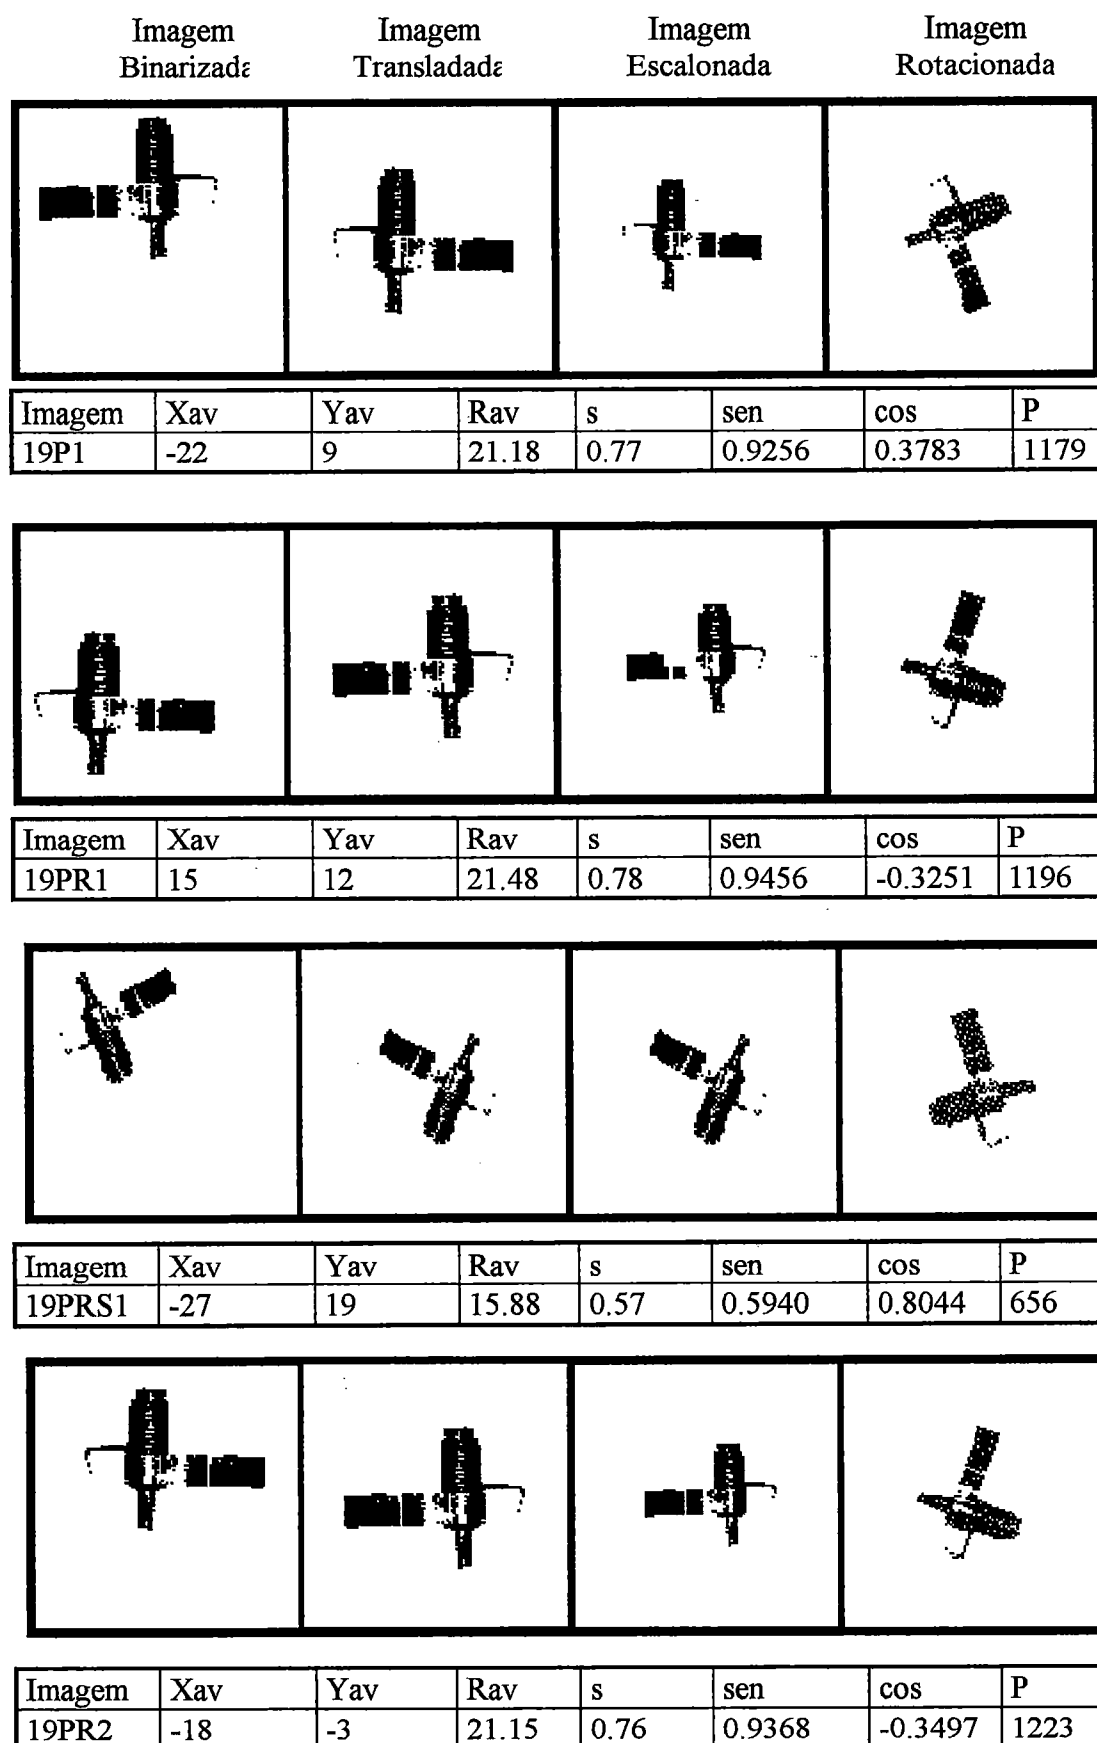 Imagem Imagem Imagem Imagem
Binarizada Transladada Escalonada Rotacionada
Imagem Xav Yav Rav s sen cos P
19P1 -22 9 21.18 0.77 0.9256 0.3783 1179
Imagem Xav Yav Rav s sen cos P
19PR1 15 12 21.48 0.78 0.9456 -0.3251 1196
Imagem Xav Yav Rav s sen cos P
19PRS1 -27 19 15.88 0.57 0.5940 0.8044 656
Imagem Xav Yav Rav s sen cos P
19PR2 -18 -3 21.15 0.76 0.9368 -0.3497 1223